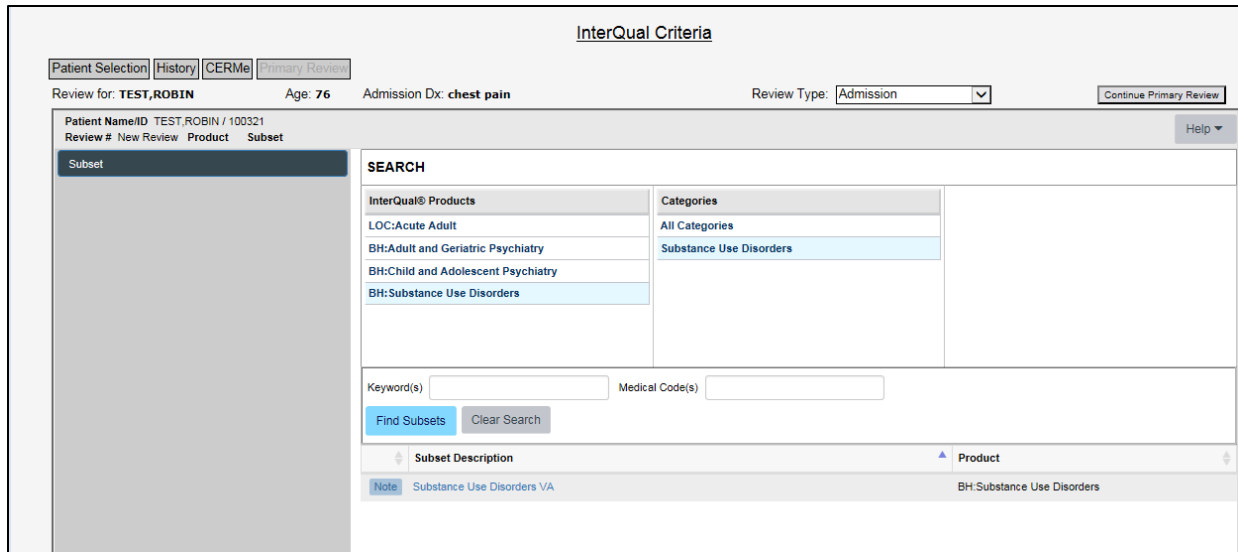 InterQual Criteria
Patient Selection History CERMe Primary Review
Review for: TEST,ROBIN Age: 76 Admission Dx: chest pain Review Type: Admission Continue Primary Review
Patient Name/ID TEST,ROBIN / 100321
Review # New Review Product Subset
Help
Subset
SEARCH
InterQual® Products Categories
LOC:Acute Adult All Categories
BH:Adult and Geriatric Psychiatry Substance Use Disorders
BH:Child and Adolescent Psychiatry
BH:Substance Use Disorders
Keyword(s) Medical Code(s)
Find Subsets Clear Search
Subset Description Product
Note Substance Use Disorders VA BH:Substance Use Disorders